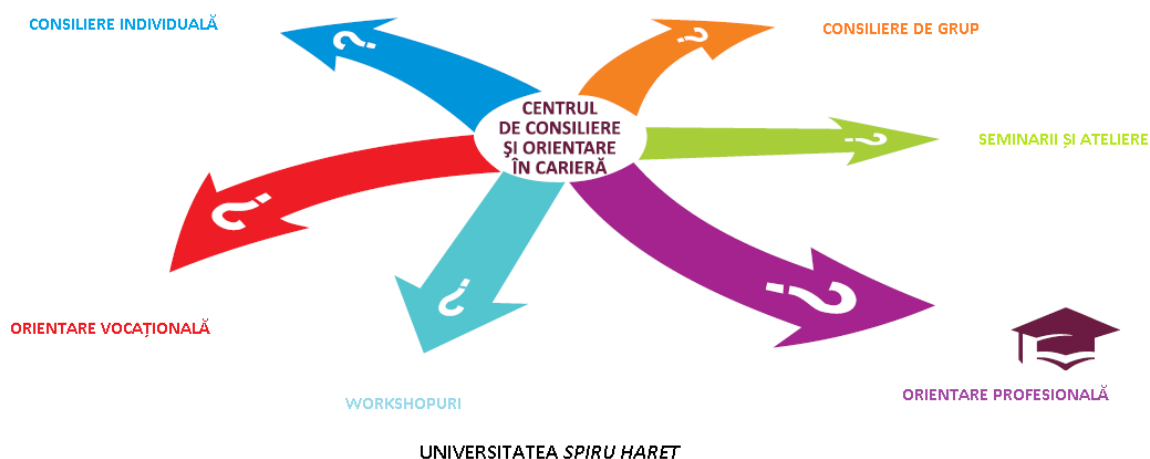 CONSILIERE INDIVIDUALĂ
CONSILIERE DE GRUP
CENTRUL
DE CONSILIERE
ŞI ORIENTARE
ÎN CARIERĂ
SEMINARII ȘI ATELIERE
ORIENTARE VOCAȚIONALĂ
ORIENTARE PROFESIONALĂ
WORKSHOPURI
UNIVERSITATEA SPIRU HARET
?
?
?
?
?
?